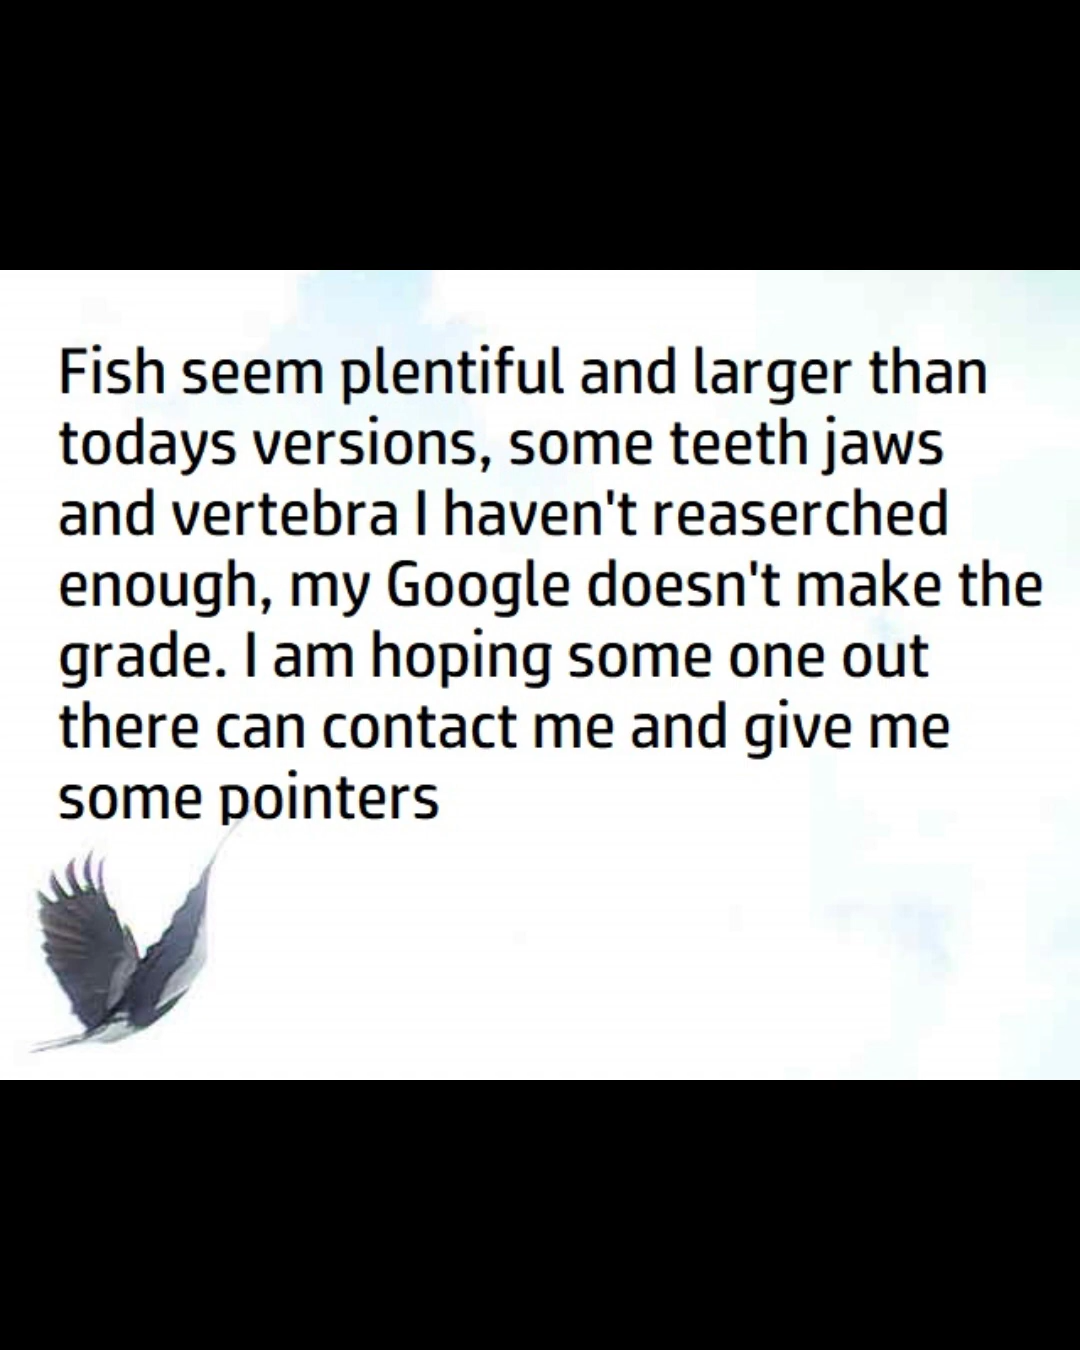 Fish seem plentiful and larger than
todays versions, some teeth jaws
and vertebra I haven't reaserched
enough, my Google doesn't make the
grade. I am hoping some one out
there can contact me and give me
some pointers